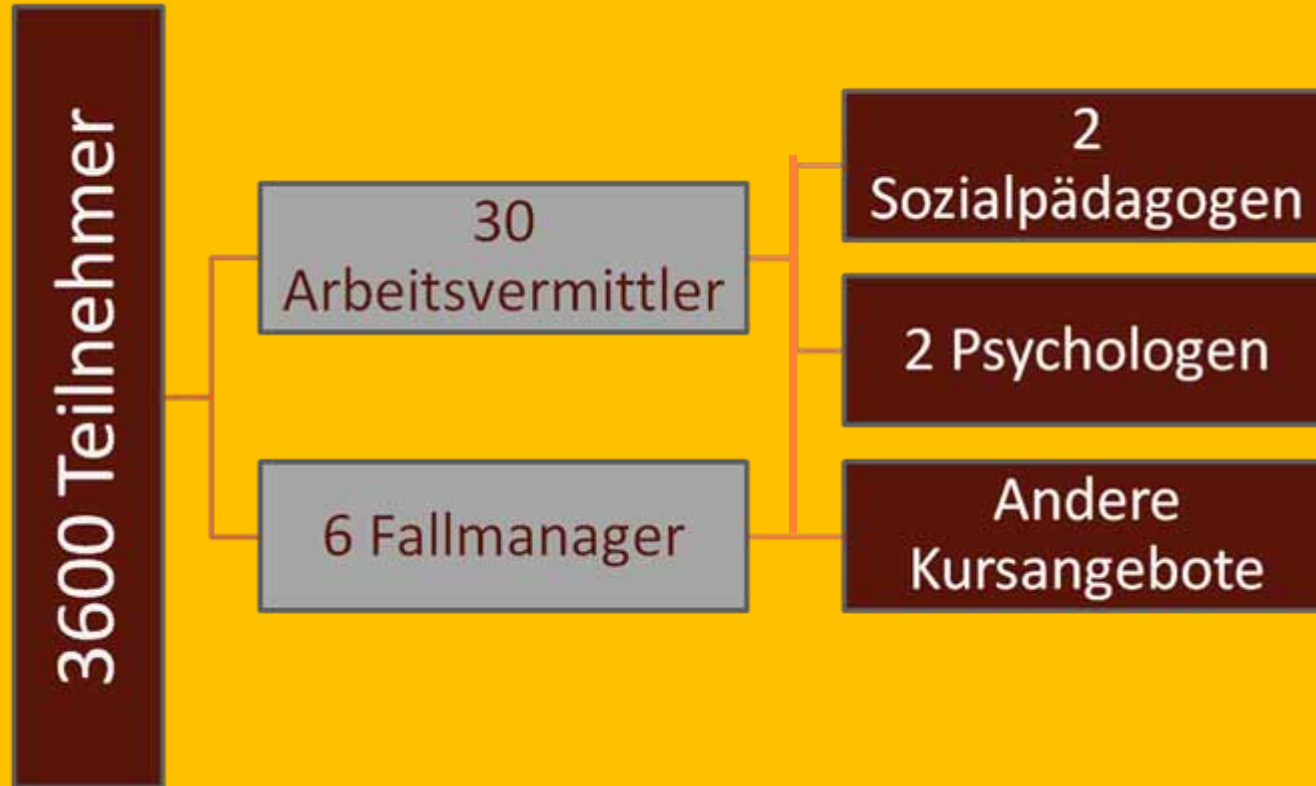 3600 Teilnehmer
30
Arbeitsvermittler
6 Fallmanager
2
Sozialpädagogen
2 Psychologen
Andere
Kursangebote